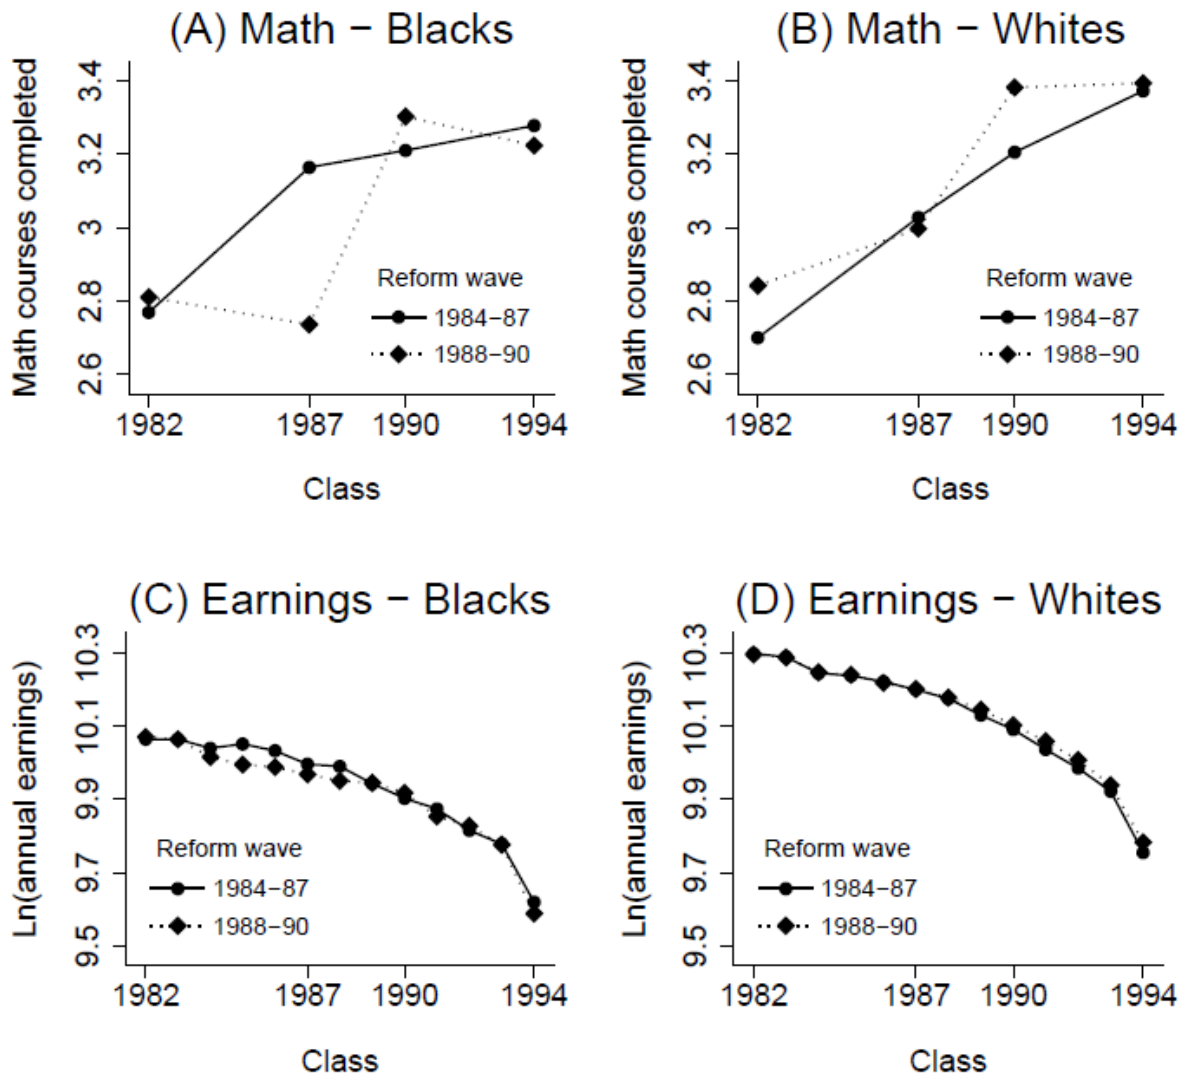 (A) Math − Blacks
Math courses completed
3.4
3.2
3
2.8
2.6
Reform wave
1984−87
1988−90
1982
1987
1990
1994
Class
(B) Math − Whites
Math courses completed
3.4
3.2
3
2.8
2.6
Reform wave
1984−87
1988−90
1982
1987
1990
1994
Class
(C) Earnings − Blacks
Ln(annual earnings)
10.3
10.1
9.9
9.7
9.5
Reform wave
1984−87
1988−90
1982
1987
1990
1994
Class
(D) Earnings − Whites
Ln(annual earnings)
10.3
10.1
9.9
9.7
9.5
Reform wave
1984−87
1988−90
1982
1987
1990
1994
Class